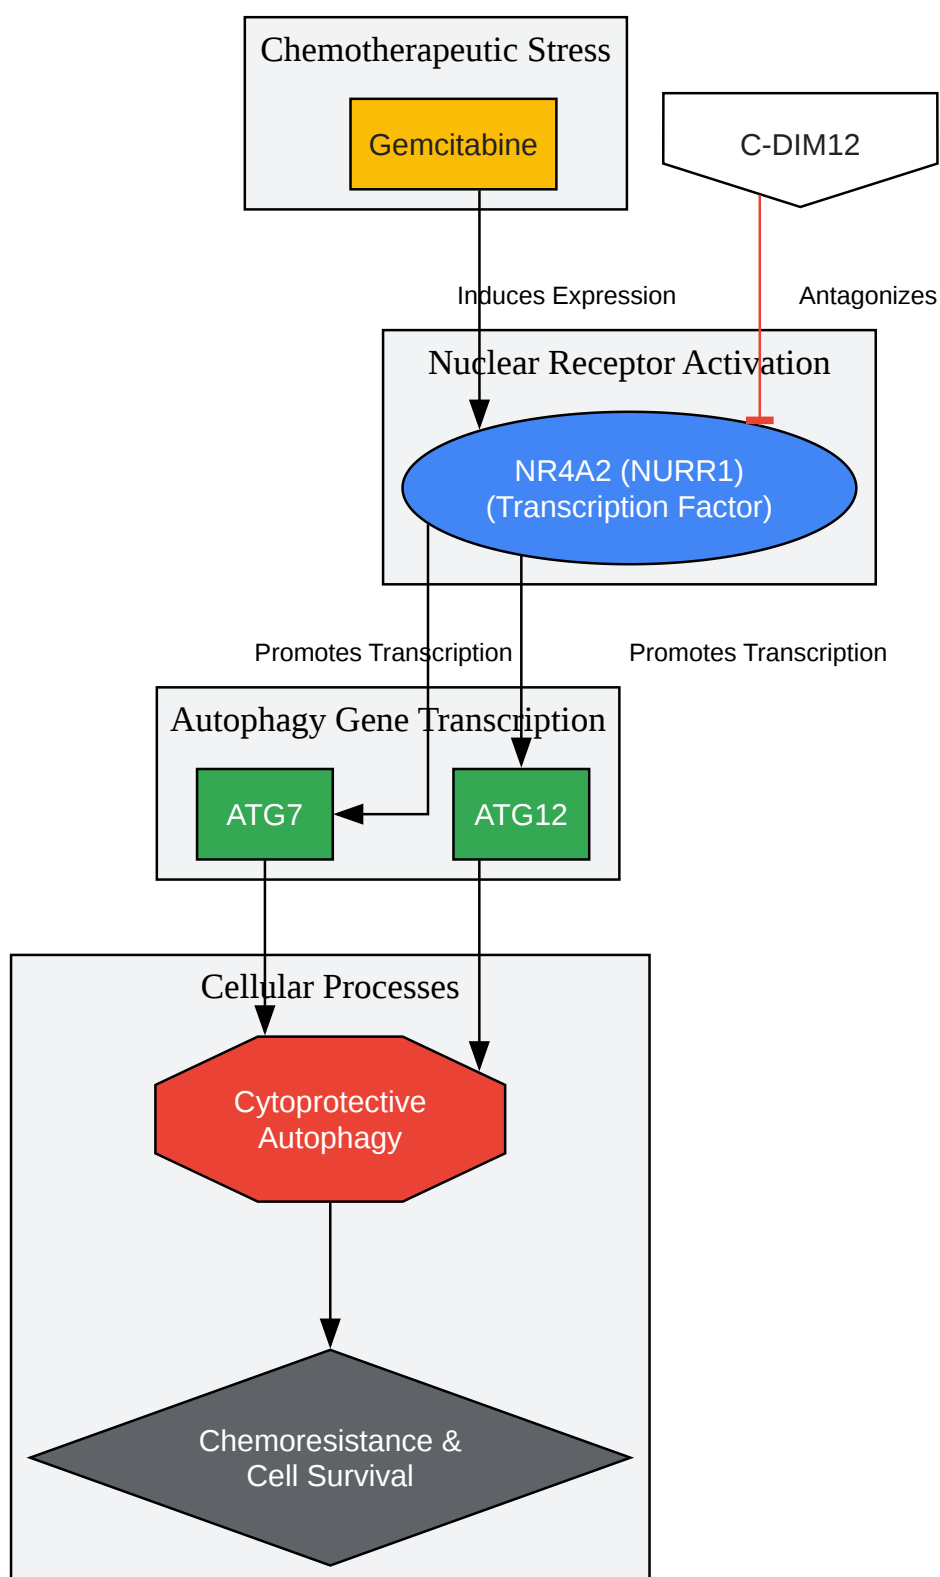 Chemotherapeutic Stress
Gemcitabine
C-DIM12
Induces Expression
Antagonizes
Nuclear Receptor Activation
NR4A2 (NURR1)
(Transcription Factor)
Promotes Transcription
Promotes Transcription
Autophagy Gene Transcription
ATG7
ATG12
Cellular Processes
Cytoprotective
Autophagy
Chemoresistance &
Cell Survival